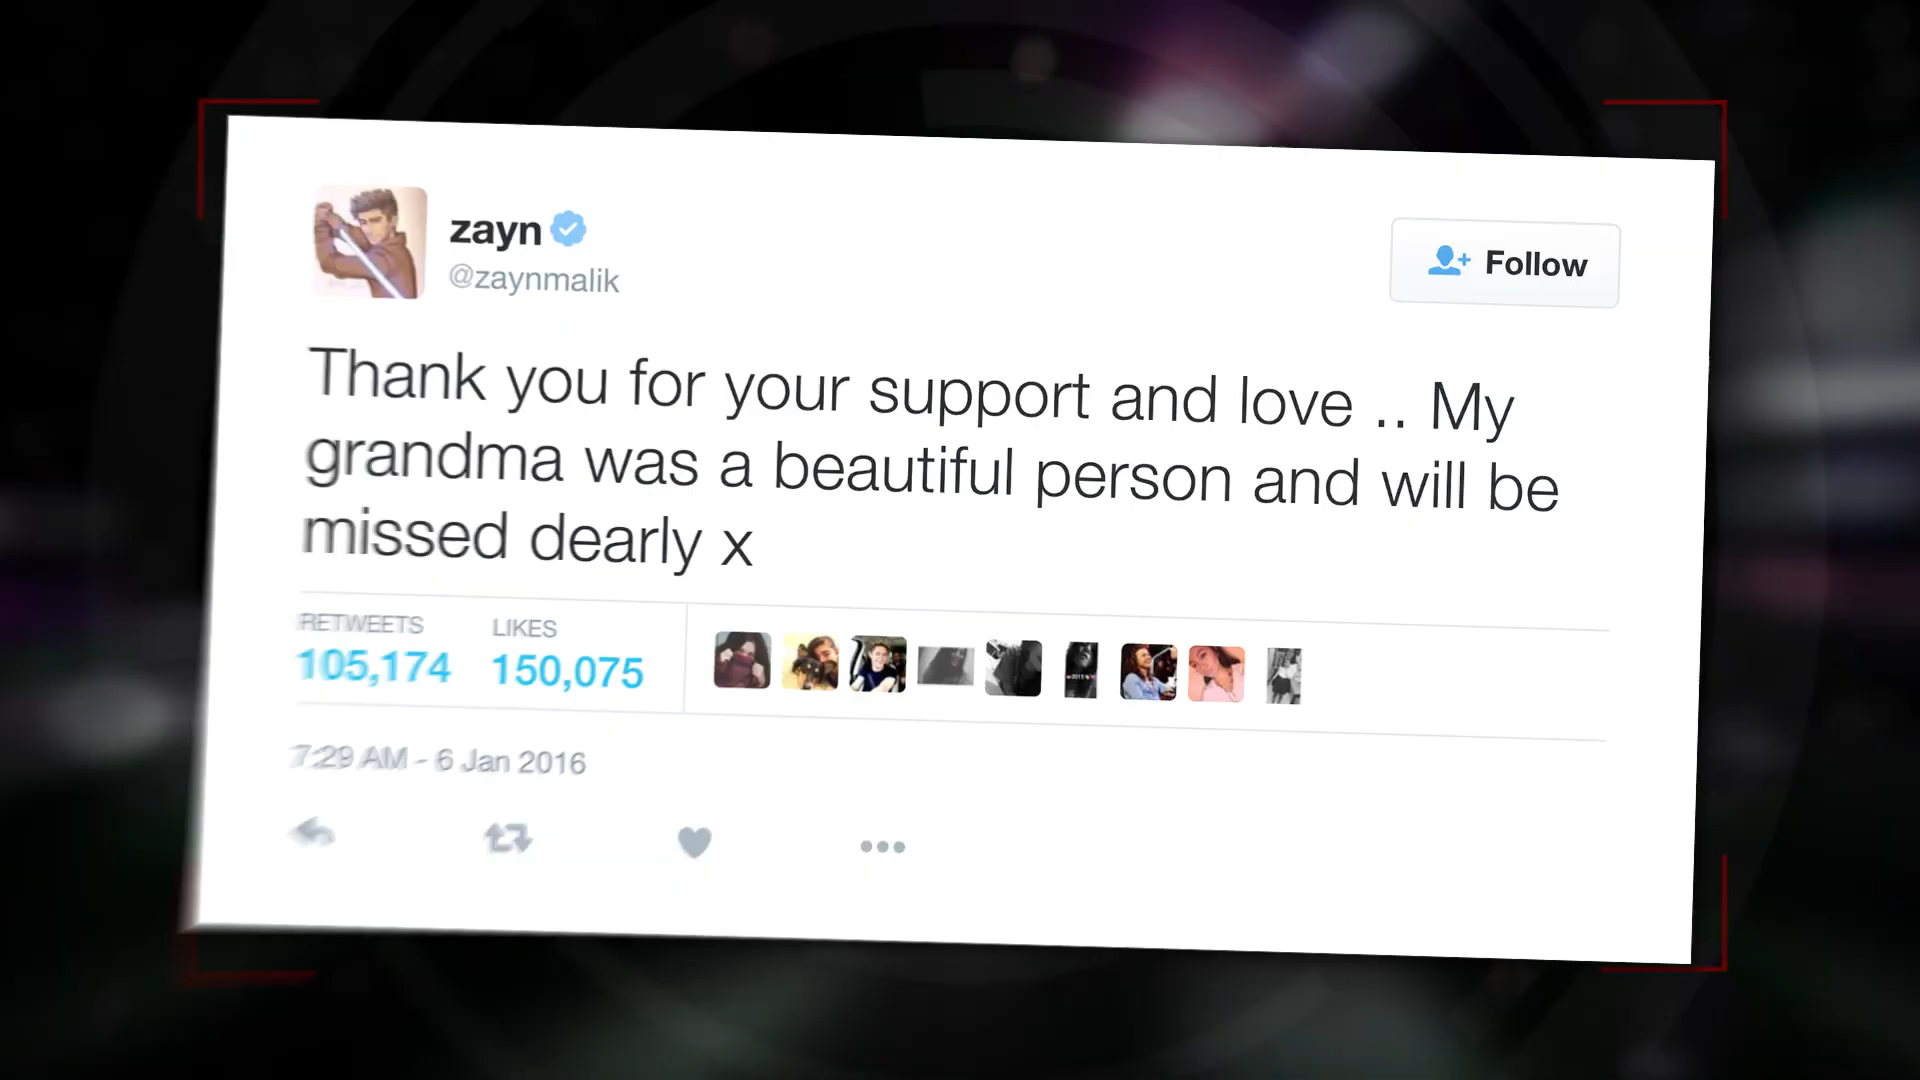 zayn
@zaynmalik
Follow
Thank you for your support and love .. My
grandma was a beautiful person and will be
missed dearly x
RETWEETS LIKES
105,174 150,075
7:29 AM - 6 Jan 2016